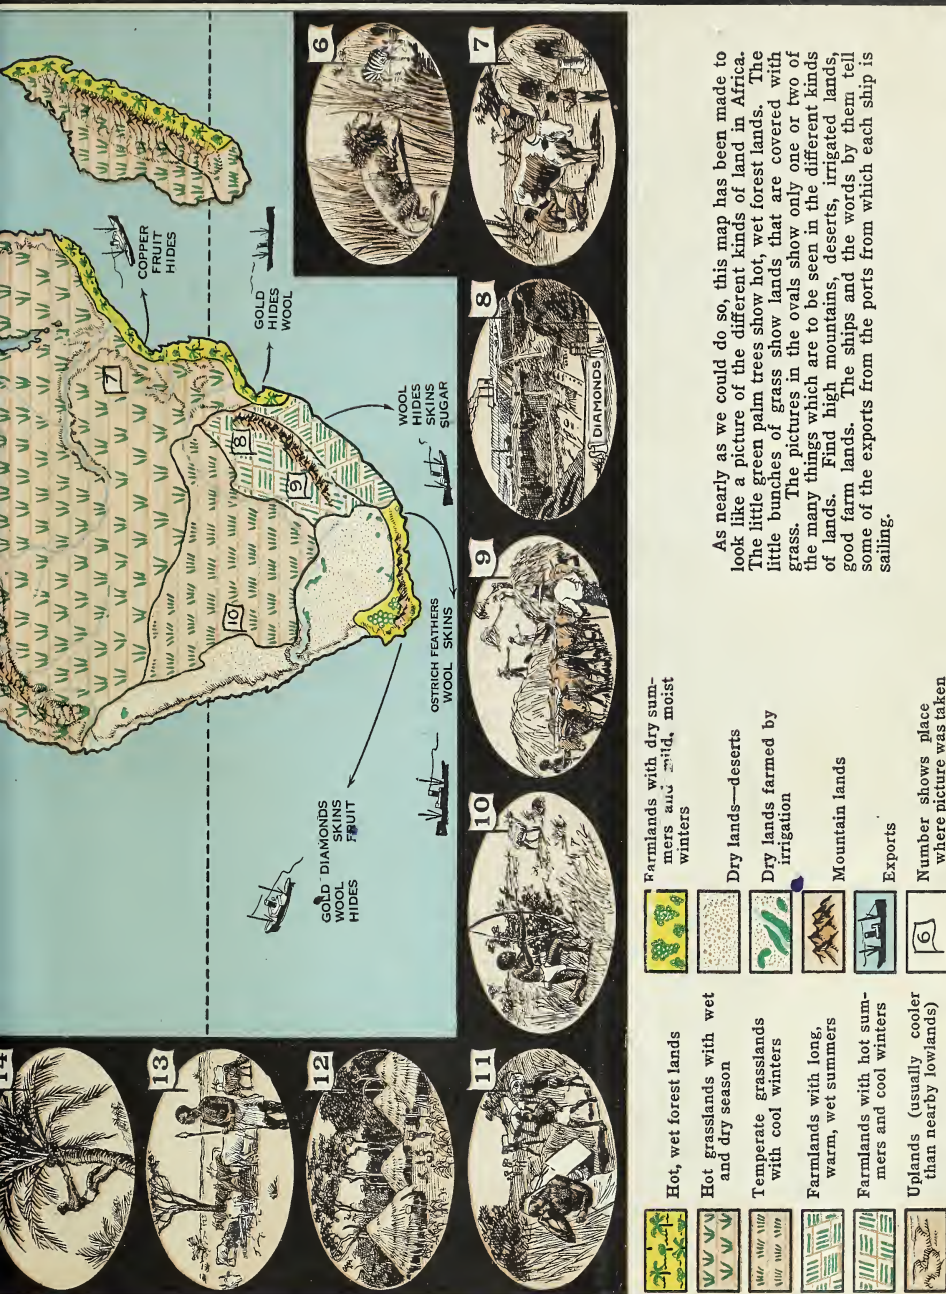 14
13
12
11
10
9
8
7
6
7
8
9
10
COPPER
FRUIT
HIDES
GOLD
HIDES
WOOL
WOOL
HIDES
SKINS
SUGAR
OSTRICH FEATHERS
WOOL SKINS
GOLD DIAMONDS
WOOL SKINS
HIDES FRUIT
DIAMONDS
Hot, wet forest lands
Hot grasslands with wet
and dry season
Temperate grasslands
with cool winters
Farmlands with long,
warm, wet summers
Farmlands with hot sum-
mers and cool winters
Uplands (usually cooler
than nearby lowlands)
Farmlands with dry sum-
mers and mild, moist
winters
Dry lands—deserts
Dry lands farmed by
irrigation
Mountain lands
Exports
6
Number shows place
where picture was taken
As nearly as we could do so, this map has been made to
look like a picture of the different kinds of land in Africa.
The little green palm trees show hot, wet forest lands. The
little bunches of grass show lands that are covered with
grass. The pictures in the ovals show only one or two of
the many things which are to be seen in the different kinds
of lands. Find high mountains, deserts, irrigated lands,
good farm lands. The ships and the words by them tell
some of the exports from the ports from which each ship is
sailing.